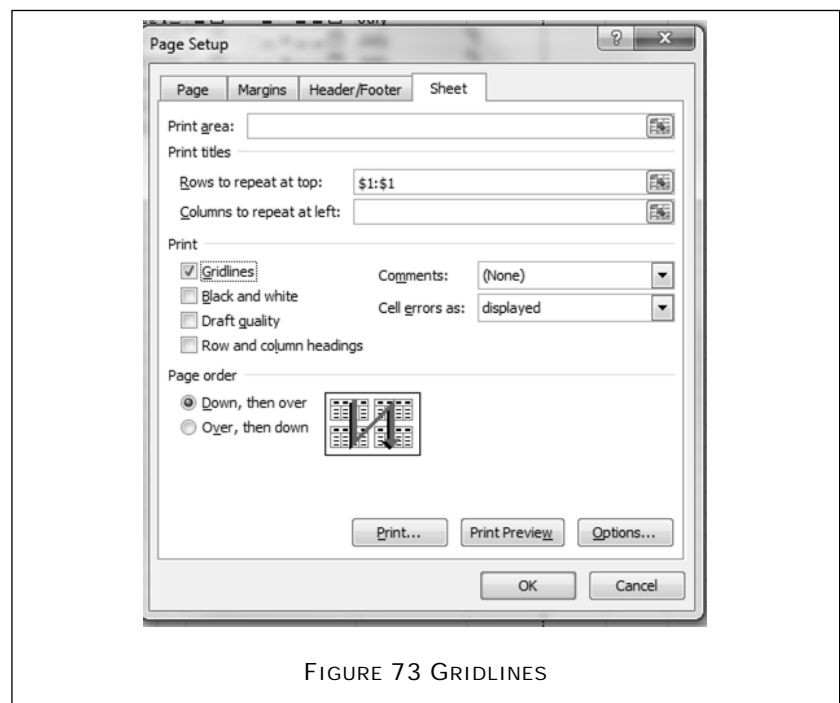 July
Page Setup
Page Margins Header/Footer Sheet
Print area:
Print titles
Rows to repeat at top: $1:$1
Columns to repeat at left:
Print
Gridlines Comments: (None)
Black and white Cell errors as: displayed
Draft quality
Row and column headings
Page order
Down, then over
Over, then down
Print... Print Preview Options...
OK Cancel
FIGURE 73 GRIDLINES